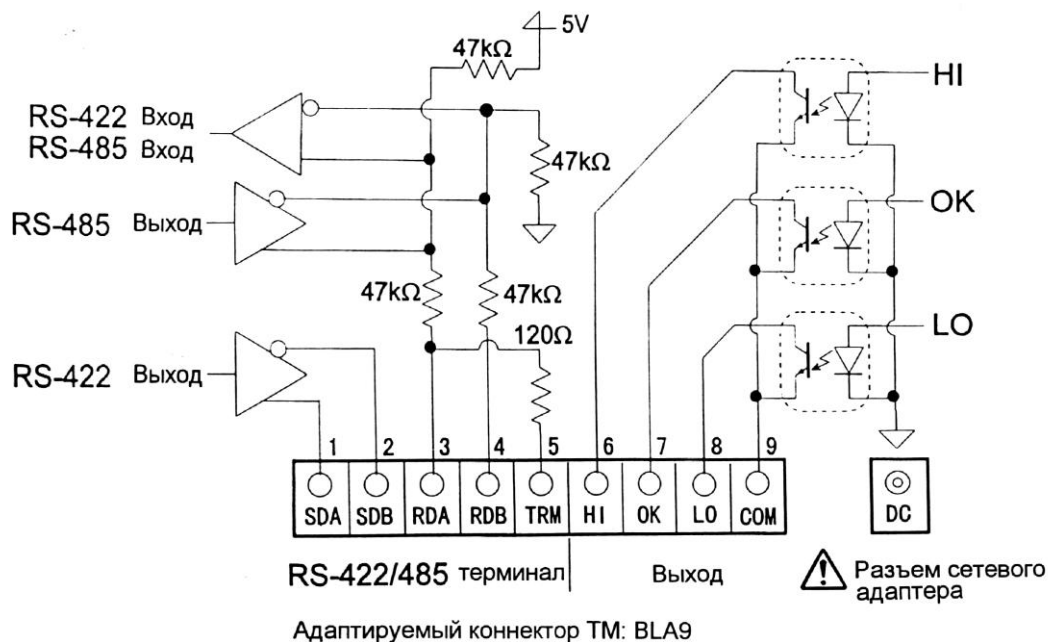 5V
47kΩ
HI
RS-422 Вход
RS-485 Вход
47kΩ
RS-485 Выход
OK
47kΩ
47kΩ
120Ω
LO
RS-422 Выход
1 2 3 4 5 6 7 8 9
SDA SDB RDA RDB TRM HI OK LO COM
DC
RS-422/485 терминал
Выход
Разъем сетевого
адаптера
Адаптируемый коннектор TM: BLA9